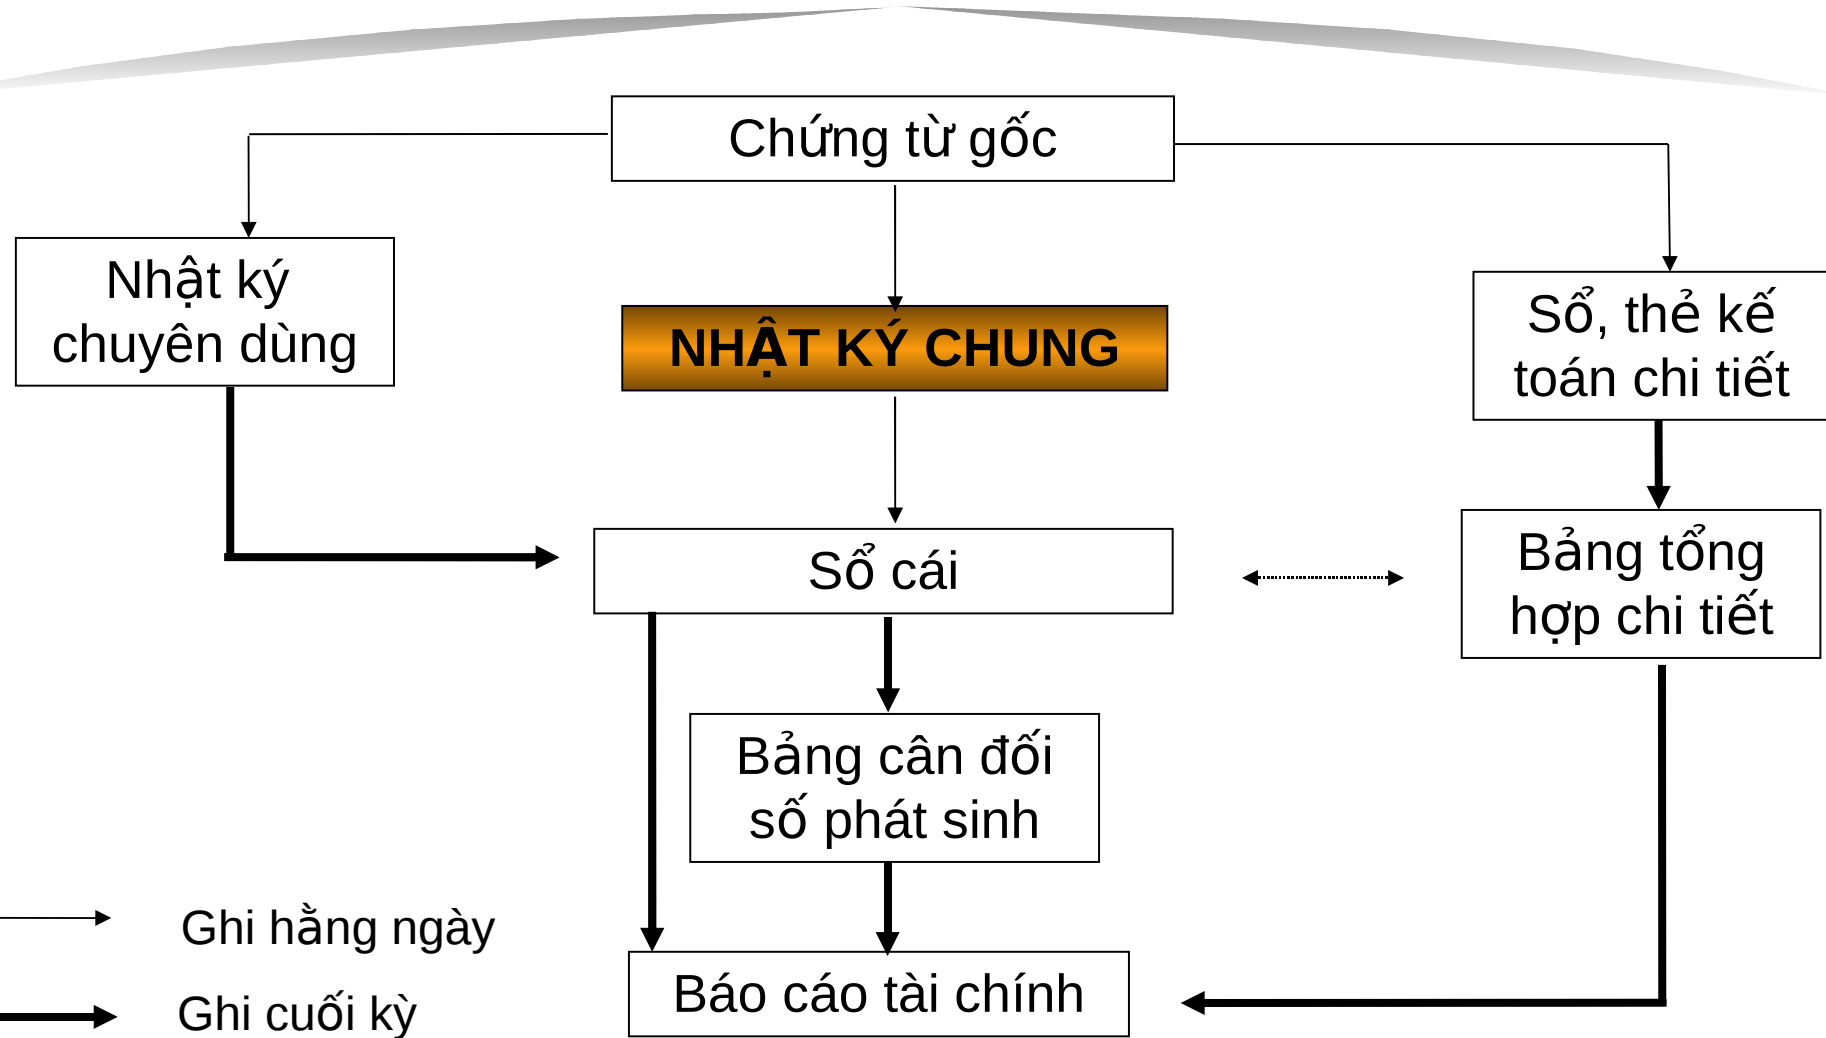 Chứng từ gốc
Nhật ký
chuyên dùng
NHẬT KÝ CHUNG
Sổ, thẻ kế
toán chi tiết
Sổ cái
Bảng tổng
hợp chi tiết
Bảng cân đối
số phát sinh
Ghi hằng ngày
Báo cáo tài chính
Ghi cuối kỳ